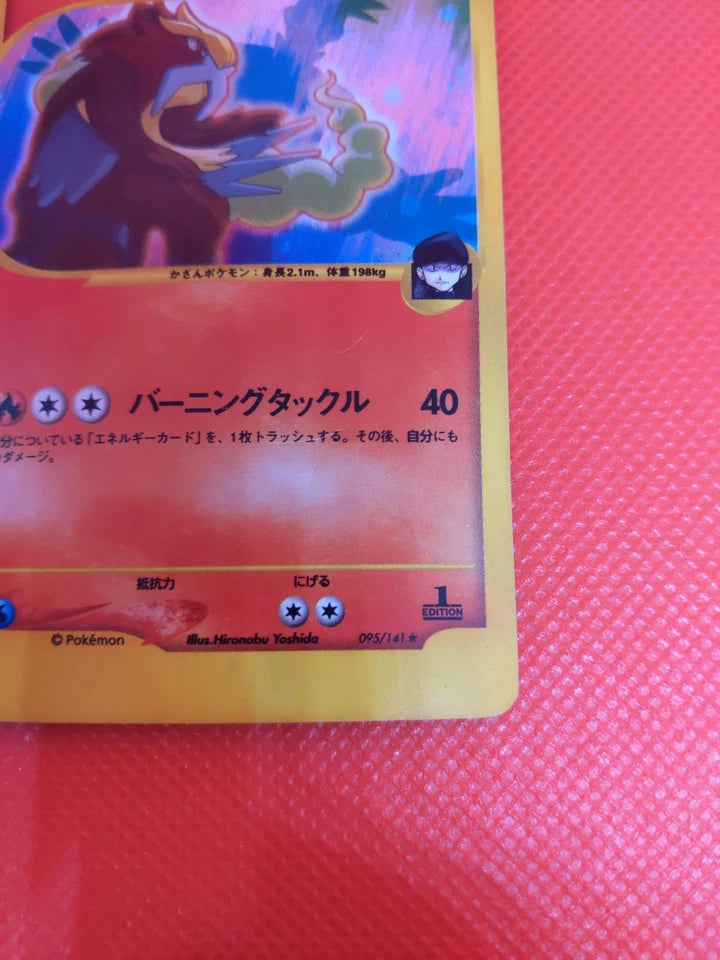 かざんポケモン：身長2.1m、体重198kg
バーニングタックル 40
分についている「エネルギーカード」を、1枚トラッシュする。その後、自分にも
ダメージ。
抵抗力 にげる
1
EDITION
© Pokémon Illus.Hironobu Yoshida 095/141★